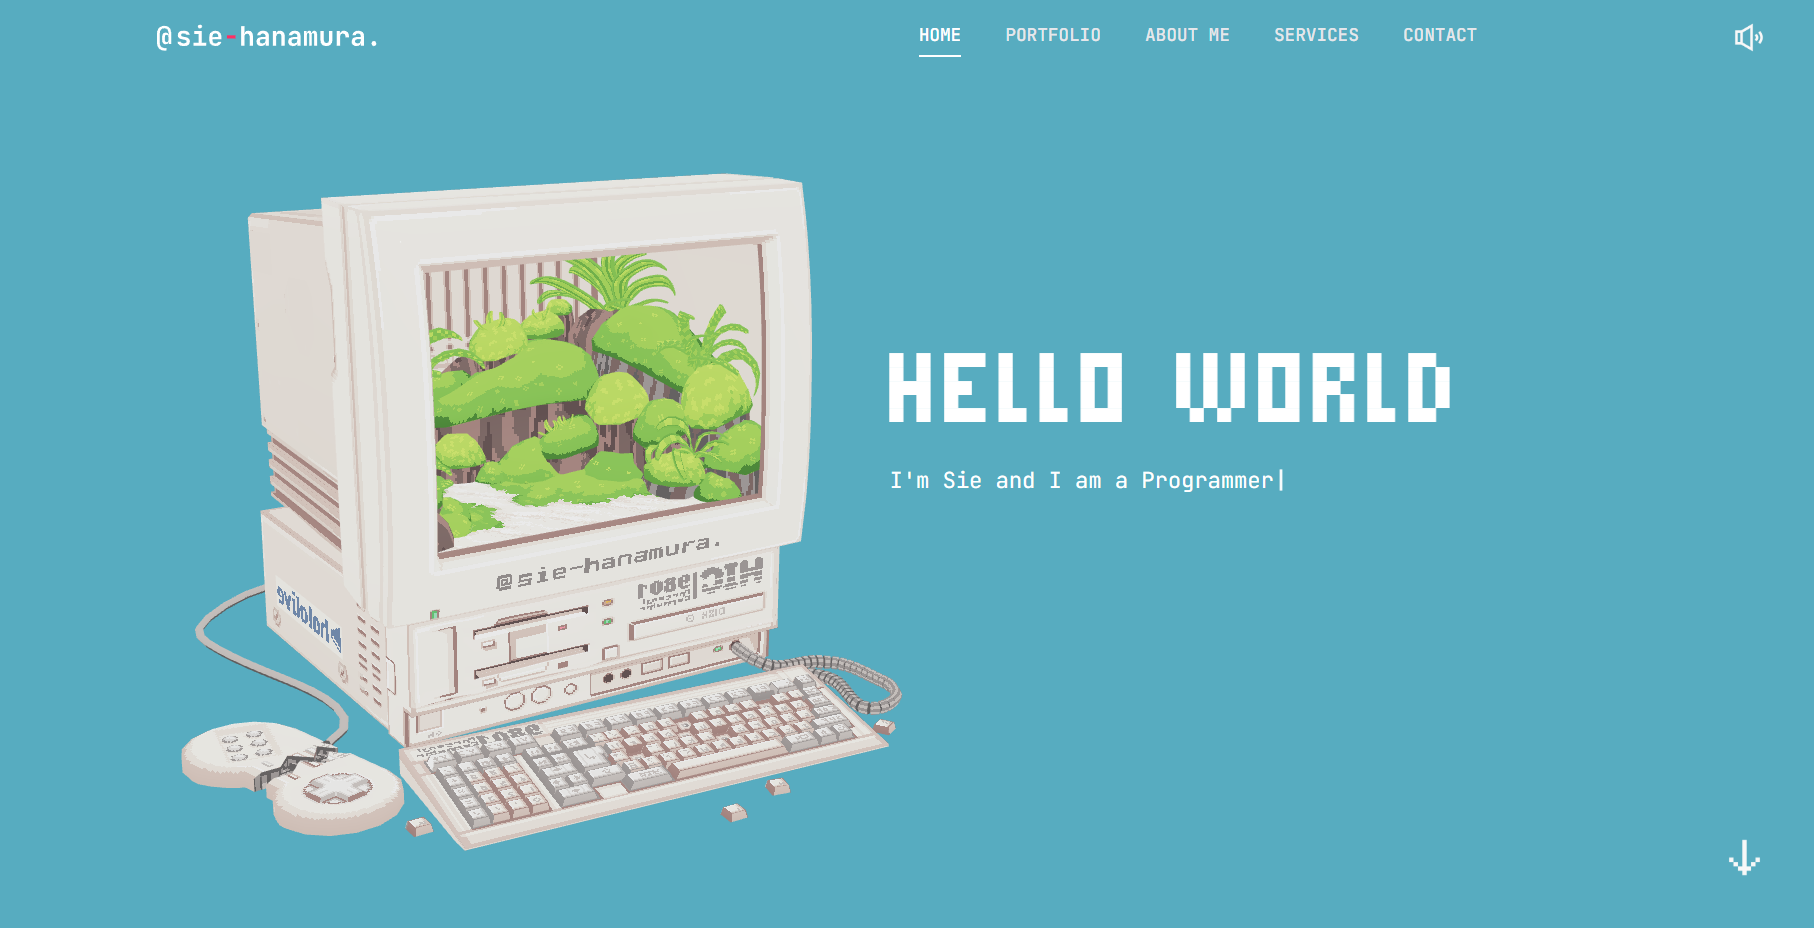 @sie-hanamura.
HOME PORTFOLIO ABOUT ME SERVICES CONTACT
HELLO WORLD
I'm Sie and I am a Programmer|
@sie-hanamura.